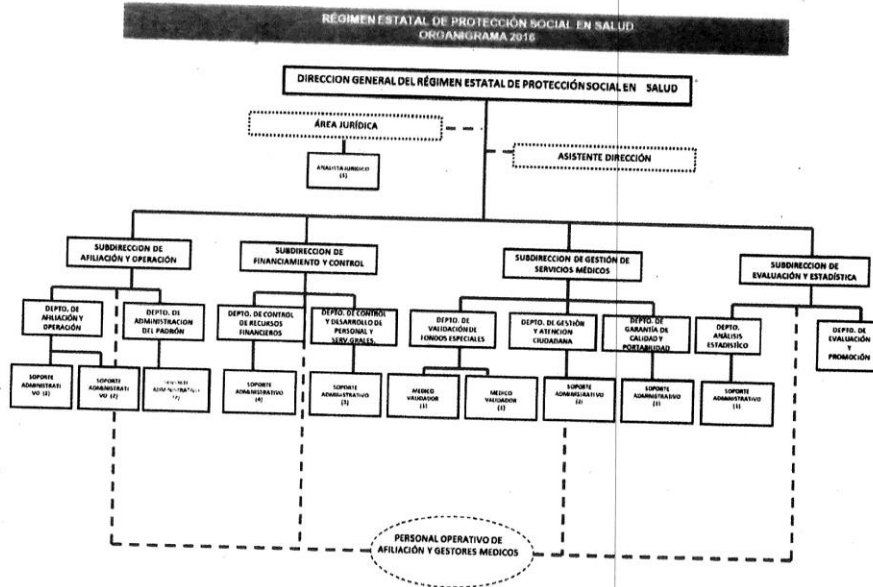 RÉGIMEN ESTATAL DE PROTECCIÓN SOCIAL EN SALUD
ORGANIGRAMA 2016
DIRECCION GENERAL DEL RÉGIMEN ESTATAL DE PROTECCIÓN SOCIAL EN SALUD
ÁREA JURÍDICA
ASISTENTE DIRECCIÓN
ANALISTA JURIDICO
SUBDIRECCION DE
AFILIACIÓN Y OPERACIÓN
SUBDIRECCION DE
FINANCIAMIENTO Y CONTROL
SUBDIRECCION DE GESTIÓN DE
SERVICIOS MÉDICOS
SUBDIRECCION DE
EVALUACIÓN Y ESTADÍSTICA
DEPTO. DE
AFILIACIÓN Y
OPERACIÓN
DEPTO. DE
ADMINISTRACION
DEL PADRÓN
DEPTO. DE CONTROL
DE RECURSOS
FINANCIEROS
DEPTO. DE CONTROL
Y DESARROLLO DE
PERSONAL Y
SERV. GRALES.
DEPTO. DE
VALIDACIÓN DE
FONDOS ESPECIALES
DEPTO. DE GESTIÓN
Y ATENCIÓN
CIUDADANA
DEPTO. DE
GARANTÍA DE
CALIDAD Y
PORTABILIDAD
DEPTO.
ANÁLISIS
ESTADISTÍCO
DEPTO. DE
EVALUACIÓN
Y
PROMOCIÓN
SOPORTE
ADMINISTRATI
VO
SOPORTE
ADMINISTRATI
VO
SOPORTE
ADMINISTRATIVO
(4)
SOPORTE
ADMINISTRATIVO
MEDICO
VALIDADOR
MEDICO
VALIDADOR
SOPORTE
ADMINISTRATIVO
SOPORTE
ADMINISTRATIVO
SOPORTE
ADMINISTRATIVO
PERSONAL OPERATIVO DE
AFILIACIÓN Y GESTORES MEDICOS